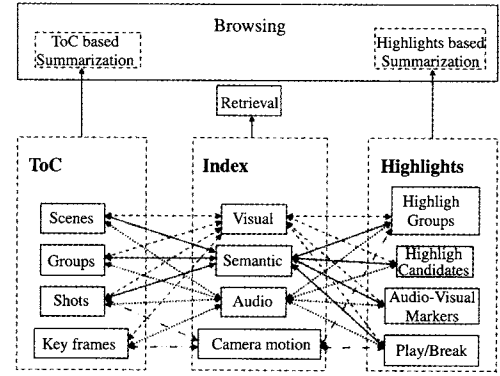 Browsing
ToC based
Summarization
Highlights based
Summarization
Retrieval
ToC
Index
Highlights
Scenes
Visual
Highligh
Groups
Groups
Semantic
Highligh
Candidates
Shots
Audio
Audio-Visual
Markers
Key frames
Camera motion
Play/Break